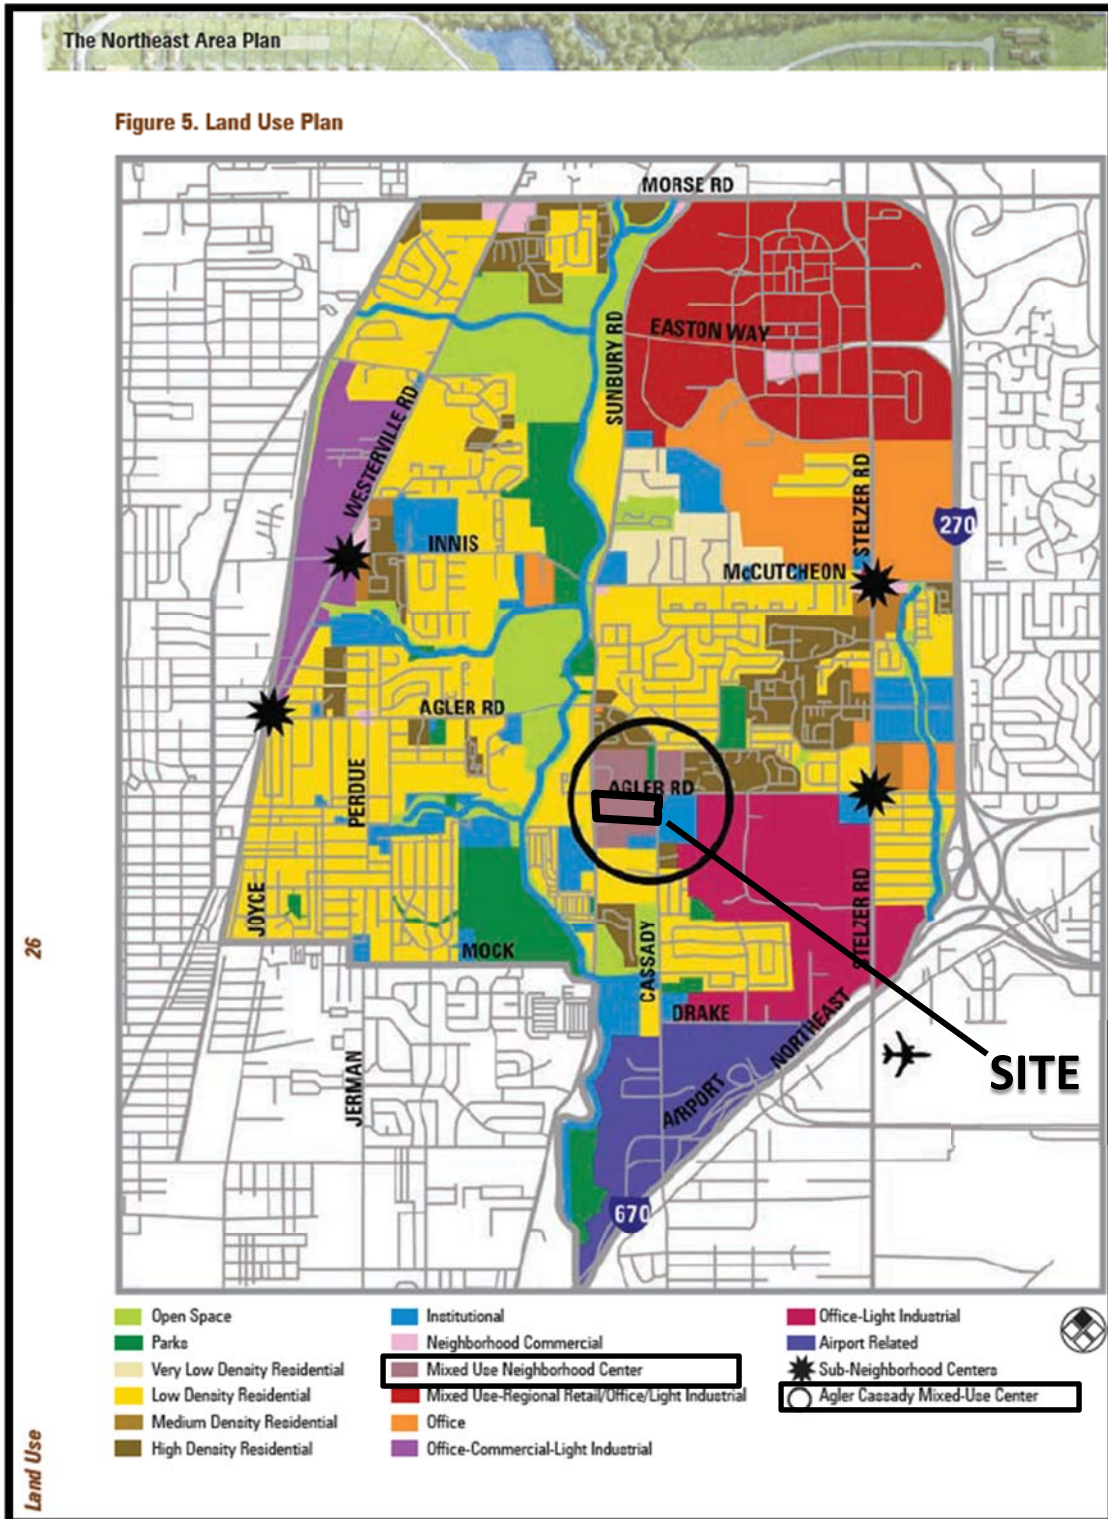 The Northeast Area Plan
Figure 5. Land Use Plan
MORSE RD
SUNBURY RD
EASTON WAY
WESTERVILLE RD
STELZER RD
270
INNIS
McCUTCHEON
AGLER RD
AGLER RD
PERDUE
JOYCE
STELZER RD
MOCK
CASSADY
DRAKE
NORTHEAST
SITE
JERMAN
AIRPORT
670
26
Land Use
Open Space
Parks
Very Low Density Residential
Low Density Residential
Medium Density Residential
High Density Residential
Institutional
Neighborhood Commercial
Mixed Use Neighborhood Center
Mixed Use-Regional Retail/Office/Light Industrial
Office
Office-Commercial-Light Industrial
Office-Light Industrial
Airport Related
Sub-Neighborhood Centers
Agler Cassady Mixed-Use Center